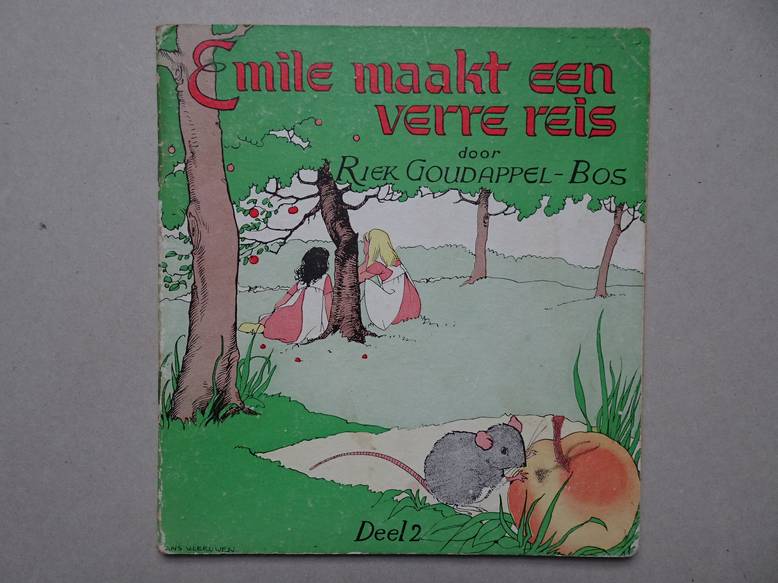 Emile maakt een
verre reis
door
RIEK GOUDAPPEL-BOS
Deel 2